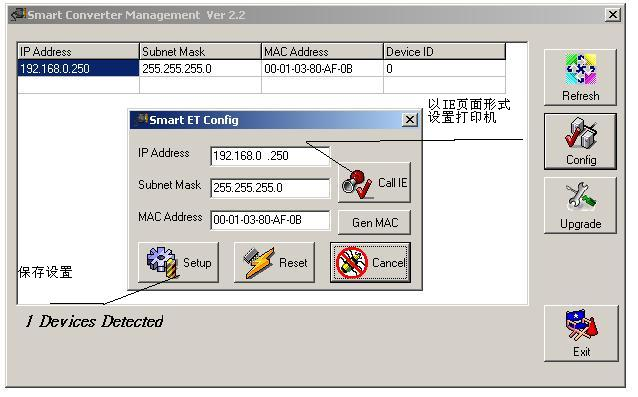 Smart Converter Management Ver 2.2
IP Address Subnet Mask MAC Address Device ID
192.168.0.250 255.255.255.0 00-01-03-80-AF-0B 0
以IE页面形式
设置打印机
Refresh
Smart ET Config
IP Address 192.168.0 .250
Call IE
Subnet Mask 255.255.255.0
MAC Address 00-01-03-80-AF-0B
Gen MAC
Setup Reset Cancel
保存设置
Config
Upgrade
1 Devices Detected
Exit